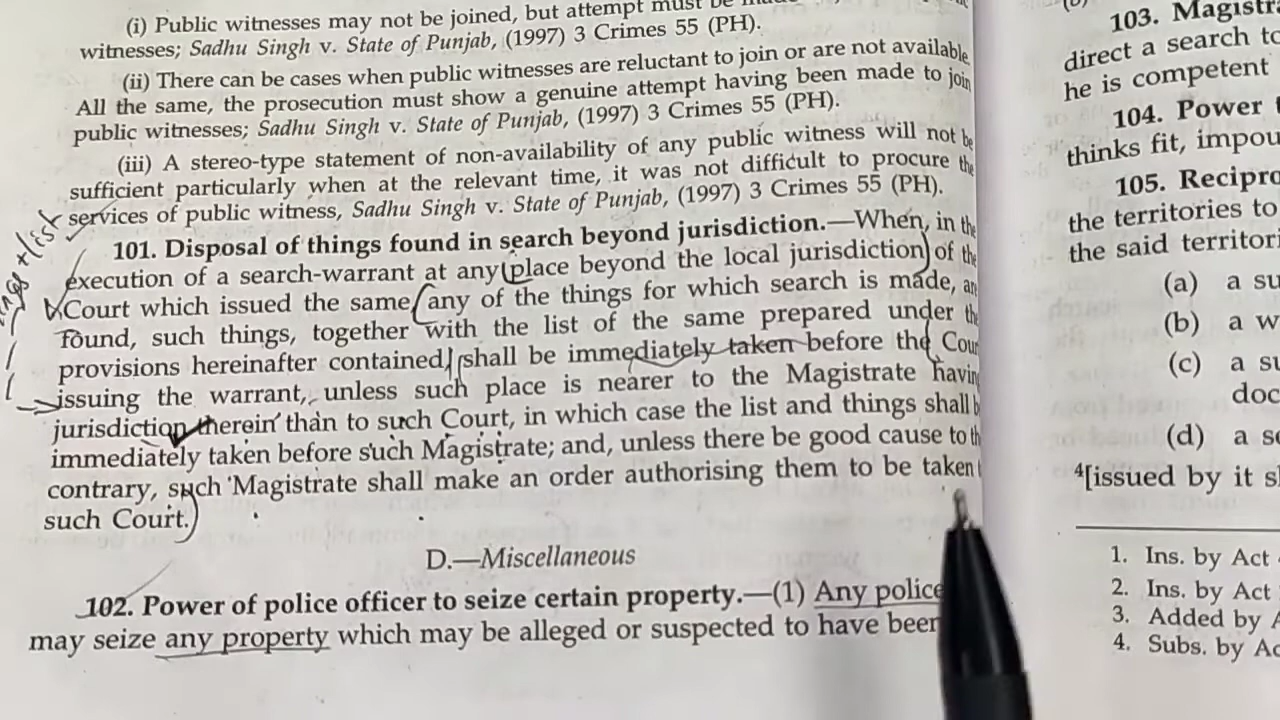 (i) Public witnesses may not be joined, but attempt must be made
witnesses; Sadhu Singh v. State of Punjab, (1997) 3 Crimes 55 (PH).
(ii) There can be cases when public witnesses are reluctant to join or are not available.
All the same, the prosecution must show a genuine attempt having been made to join
public witnesses; Sadhu Singh v. State of Punjab, (1997) 3 Crimes 55 (PH).
(iii) A stereo-type statement of non-availability of any public witness will not be
sufficient particularly when at the relevant time, it was not difficult to procure the
services of public witness, Sadhu Singh v. State of Punjab, (1997) 3 Crimes 55 (PH).
101. Disposal of things found in search beyond jurisdiction.—When, in the
execution of a search-warrant at any place beyond the local jurisdiction of the
Court which issued the same, any of the things for which search is made, are
found, such things, together with the list of the same prepared under the
provisions hereinafter contained, shall be immediately taken before the Cour
issuing the warrant, unless such place is nearer to the Magistrate havin
jurisdiction therein than to such Court, in which case the list and things shall b
immediately taken before such Magistrate; and, unless there be good cause to th
contrary, such Magistrate shall make an order authorising them to be taken t
such Court.
D.—Miscellaneous
102. Power of police officer to seize certain property.—(1) Any police
may seize any property which may be alleged or suspected to have been
list
103. Magistra
direct a search to
he is competent
104. Power
thinks fit, impou
105. Recipro
the territories to
the said territori
(a) a su
(b) a w
(c) a su
doc
(d) a se
4[issued by it sh
1. Ins. by Act
2. Ins. by Act
3. Added by A
4. Subs. by Ac